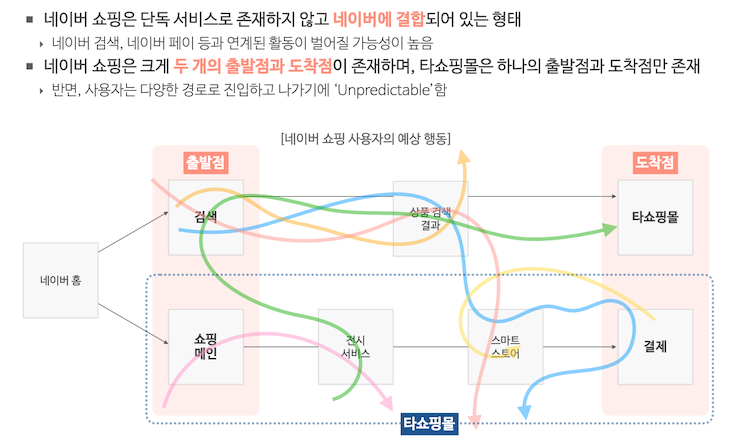 네이버 쇼핑은 단독 서비스로 존재하지 않고 네이버에 결합되어 있는 형태
네이버 검색, 네이버 페이 등과 연계된 활동이 벌어질 가능성이 높음
네이버 쇼핑은 크게 두 개의 출발점과 도착점이 존재하며, 타쇼핑몰은 하나의 출발점과 도착점만 존재
반면, 사용자는 다양한 경로로 진입하고 나가기에 ‘Unpredictable’함
[네이버 쇼핑 사용자의 예상 행동]
출발점
도착점
검색
상품 검색
결과
타쇼핑몰
네이버 홈
쇼핑
메인
전시
서비스
스마트
스토어
결제
타쇼핑몰